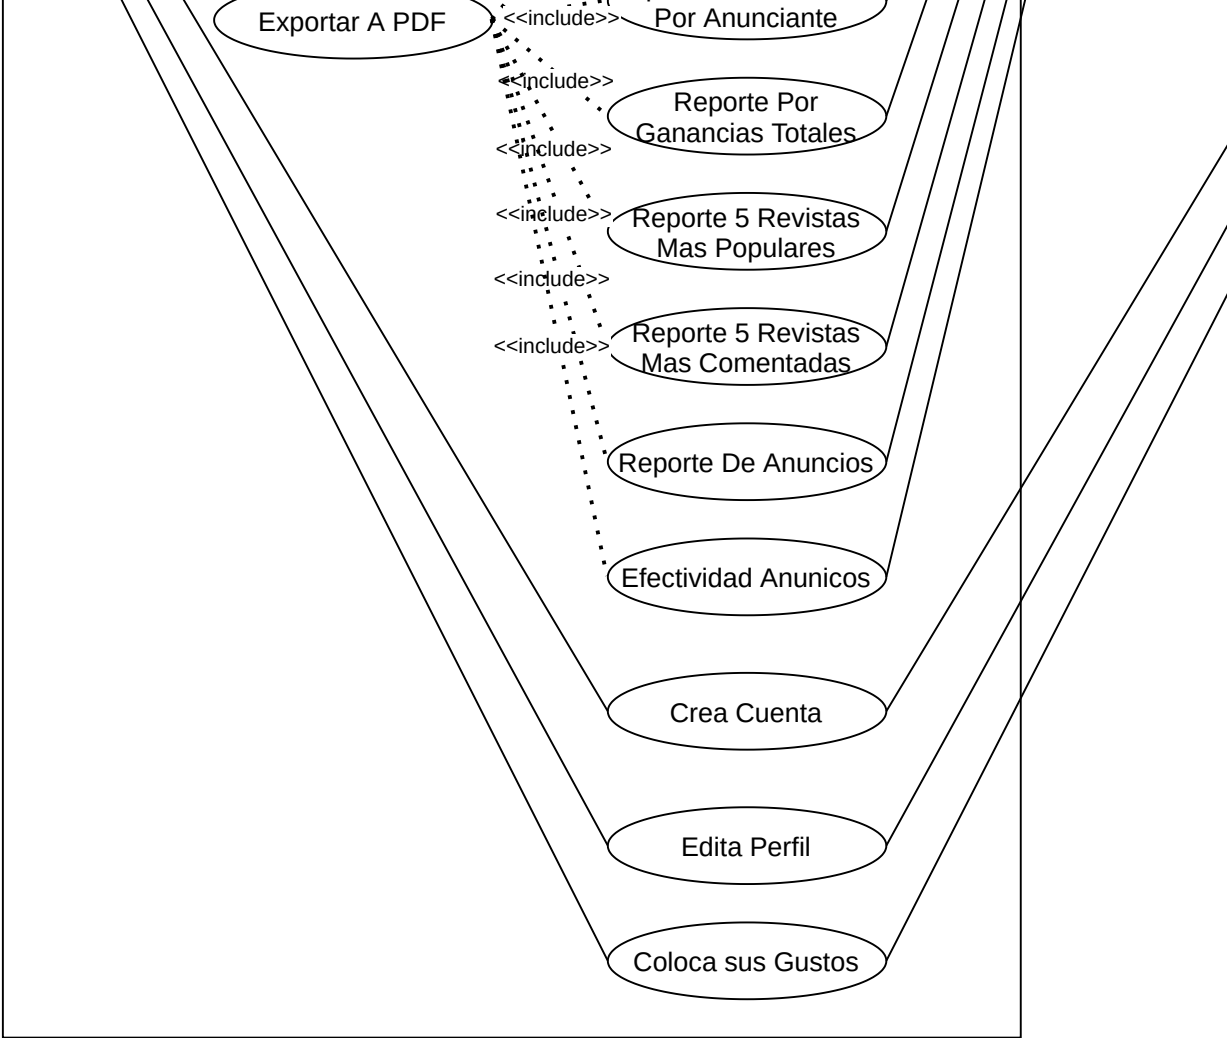 Exportar A PDF
<<include>>
Por Anunciante
<<include>>
Reporte Por
Ganancias Totales
<<include>>
<<include>>
Reporte 5 Revistas
Mas Populares
<<include>>
<<include>>
Reporte 5 Revistas
Mas Comentadas
Reporte De Anuncios
Efectividad Anunicos
Crea Cuenta
Edita Perfil
Coloca sus Gustos